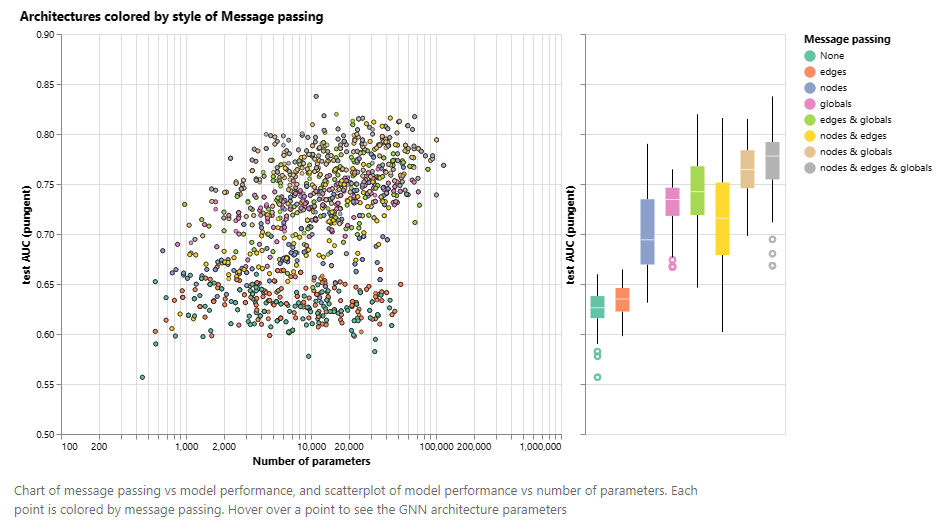 Architectures colored by style of Message passing
0.90
0.85
0.80
0.75
0.70
0.65
0.60
0.55
0.50
test AUC (pungent)
100 200 1,000 2,000 10,000 20,000 100,000 200,000 1,000,000
Number of parameters
test AUC (pungent)
Message passing
None
edges
nodes
globals
edges & globals
nodes & edges
nodes & globals
nodes & edges & globals
Chart of message passing vs model performance, and scatterplot of model performance vs number of parameters. Each
point is colored by message passing. Hover over a point to see the GNN architecture parameters